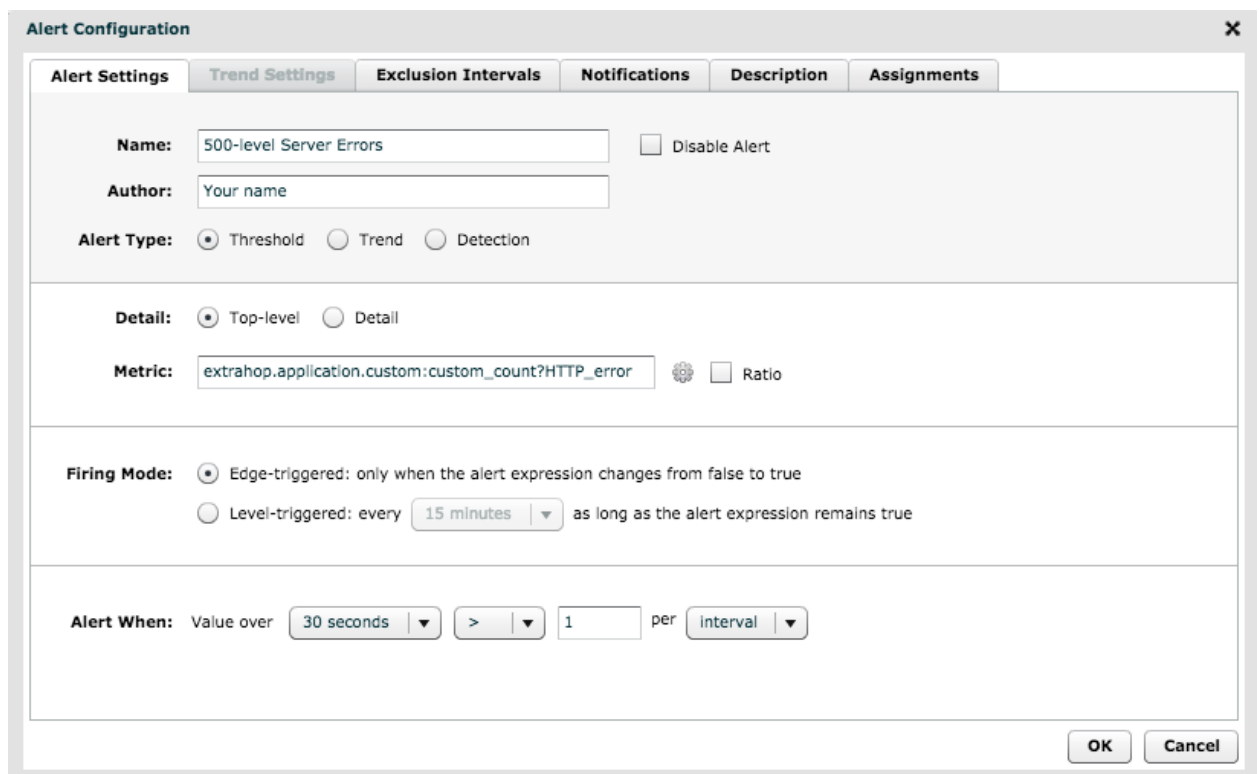 Alert Configuration
Alert Settings Trend Settings Exclusion Intervals Notifications Description Assignments
Name: 500-level Server Errors Disable Alert
Author: Your name
Alert Type: Threshold Trend Detection
Detail: Top-level Detail
Metric: extrahop.application.custom:custom_count?HTTP_error Ratio
Firing Mode: Edge-triggered: only when the alert expression changes from false to true
Level-triggered: every 15 minutes as long as the alert expression remains true
Alert When: Value over 30 seconds > 1 per interval
OK Cancel